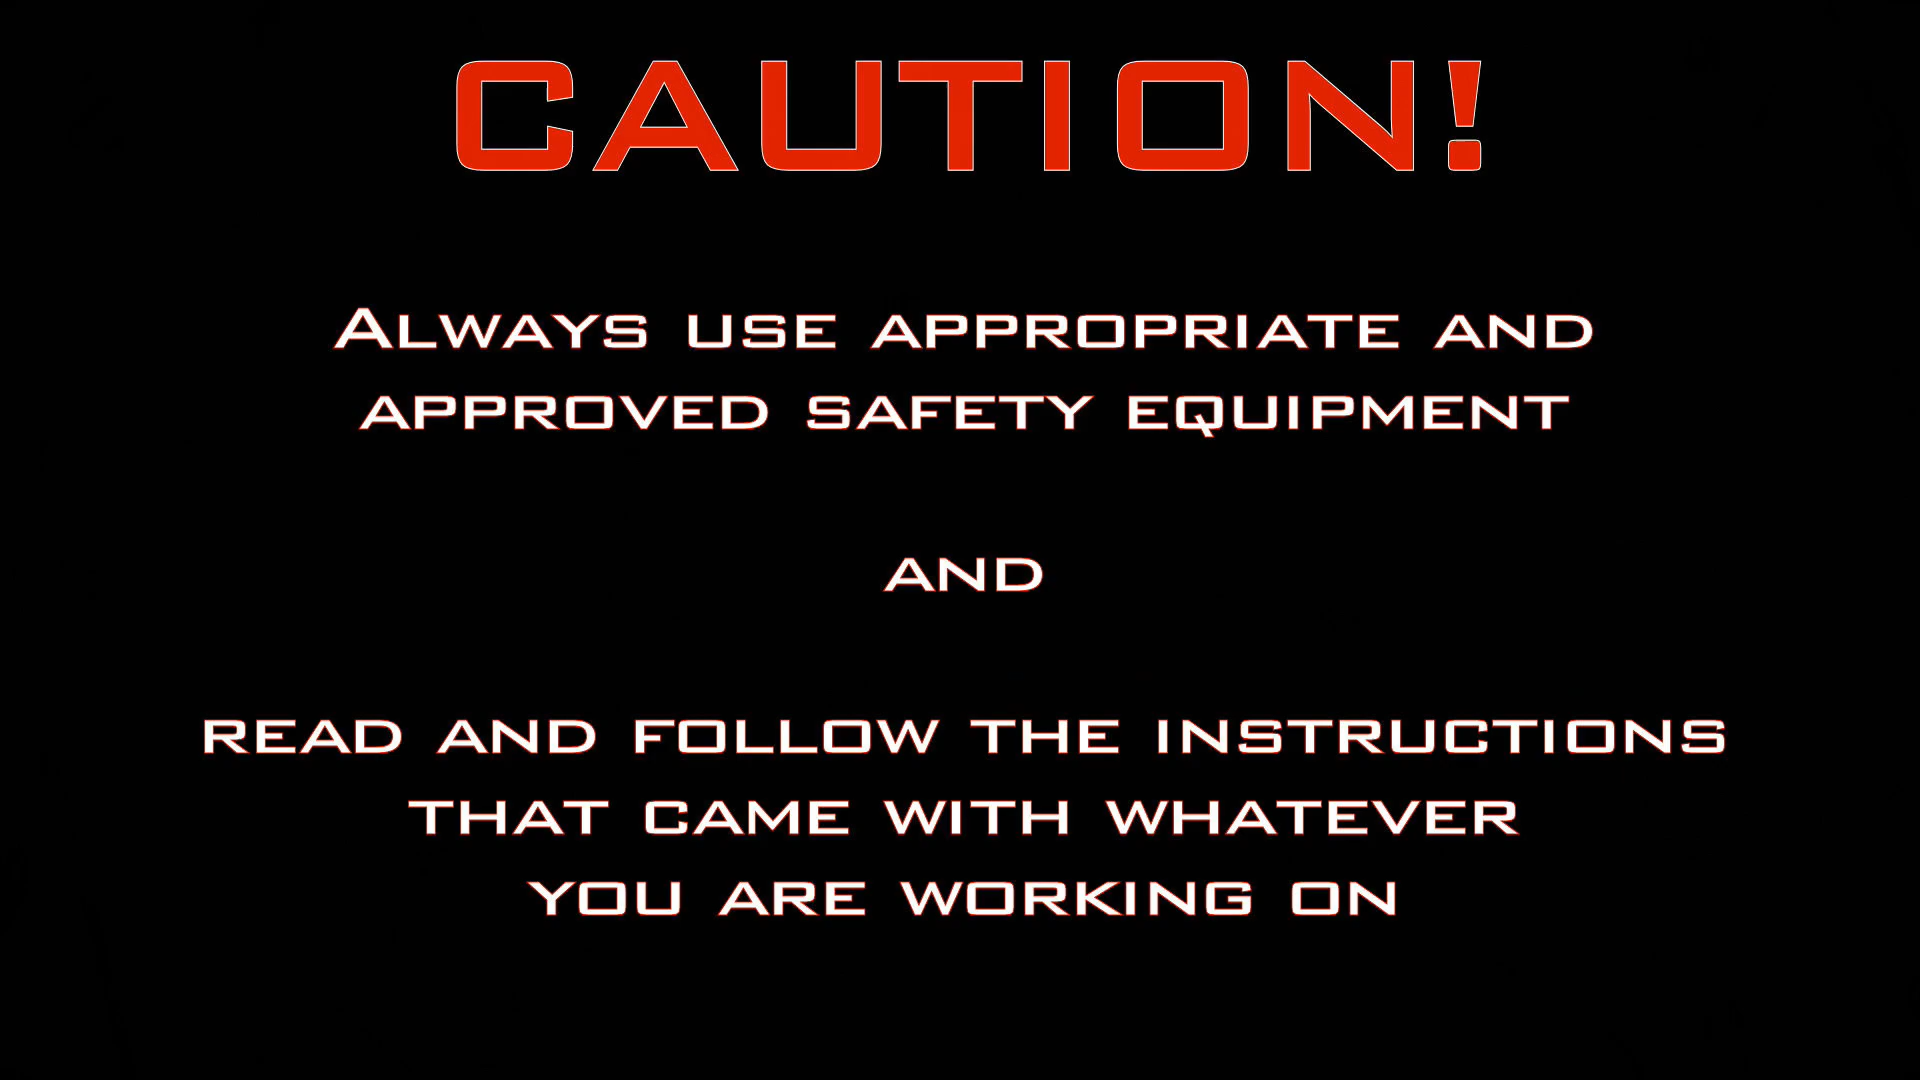 CAUTION!
Always use appropriate and
approved safety equipment
and
read and follow the instructions
that came with whatever
you are working on